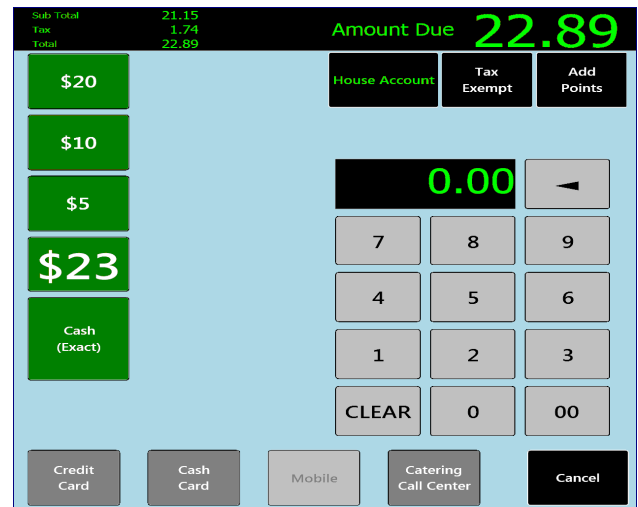 Sub Total 21.15
Tax 1.74
Total 22.89
Amount Due 22.89
$20
House Account
Tax
Exempt
Add
Points
$10
0.00
$5
7 8 9
$23
4 5 6
Cash
(Exact)
1 2 3
CLEAR 0 00
Credit
Card
Cash
Card
Mobile
Catering
Call Center
Cancel